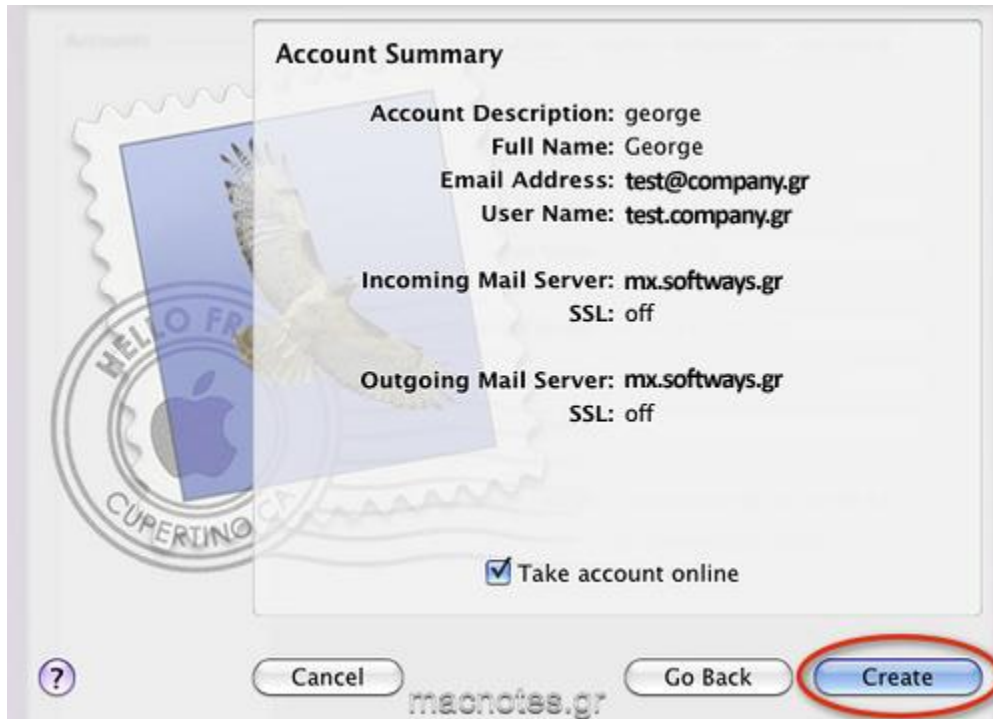 Accounts
Account Summary
Account Description: george
Full Name: George
Email Address: test@company.gr
User Name: test.company.gr
Incoming Mail Server: mx.softways.gr
SSL: off
Outgoing Mail Server: mx.softways.gr
SSL: off
HELLO FR
CUPERTINO CA
Take account online
? Cancel Go Back Create
macnotes.gr